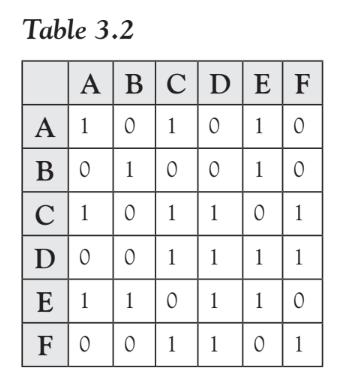 Table 3.2
A B C D E F
A 1 0 1 0 1 0
B 0 1 0 0 1 0
C 1 0 1 1 0 1
D 0 0 1 1 1 1
E 1 1 0 1 1 0
F 0 0 1 1 0 1